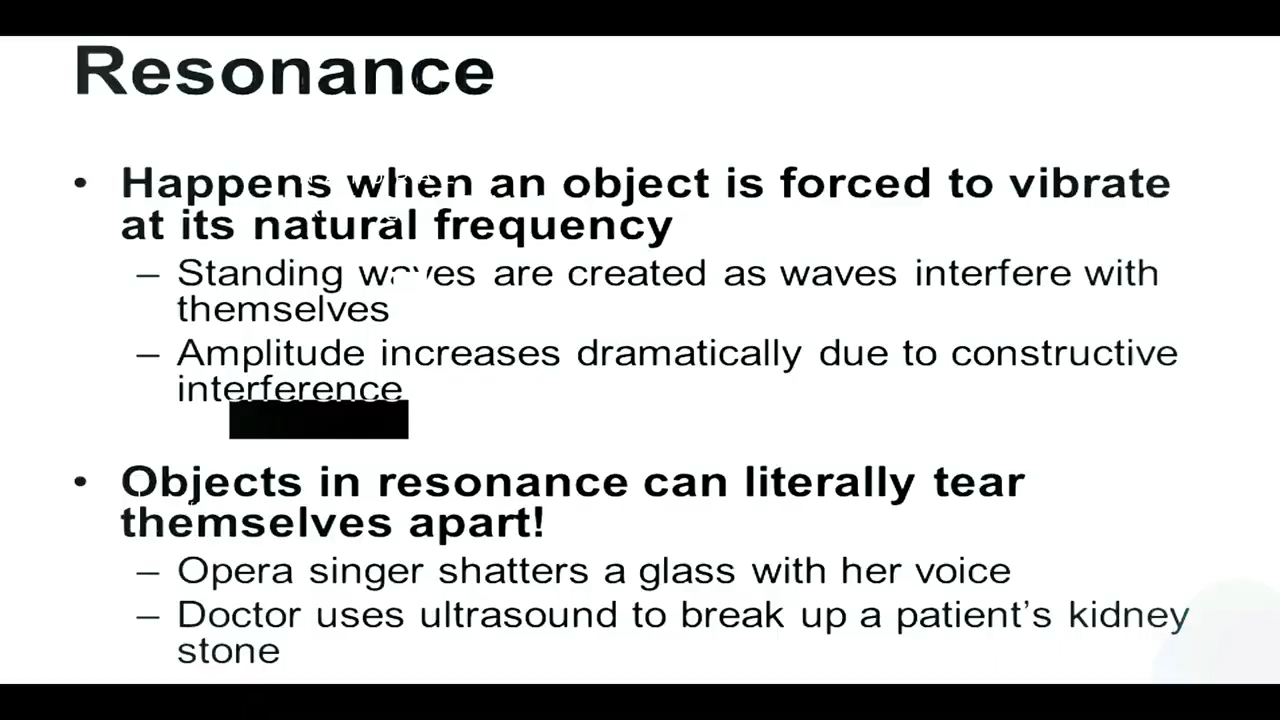 Resonance
• Happens when an object is forced to vibrate
at its natural frequency
– Standing waves are created as waves interfere with
themselves
– Amplitude increases dramatically due to constructive
interference
• Objects in resonance can literally tear
themselves apart!
– Opera singer shatters a glass with her voice
– Doctor uses ultrasound to break up a patient’s kidney
stone